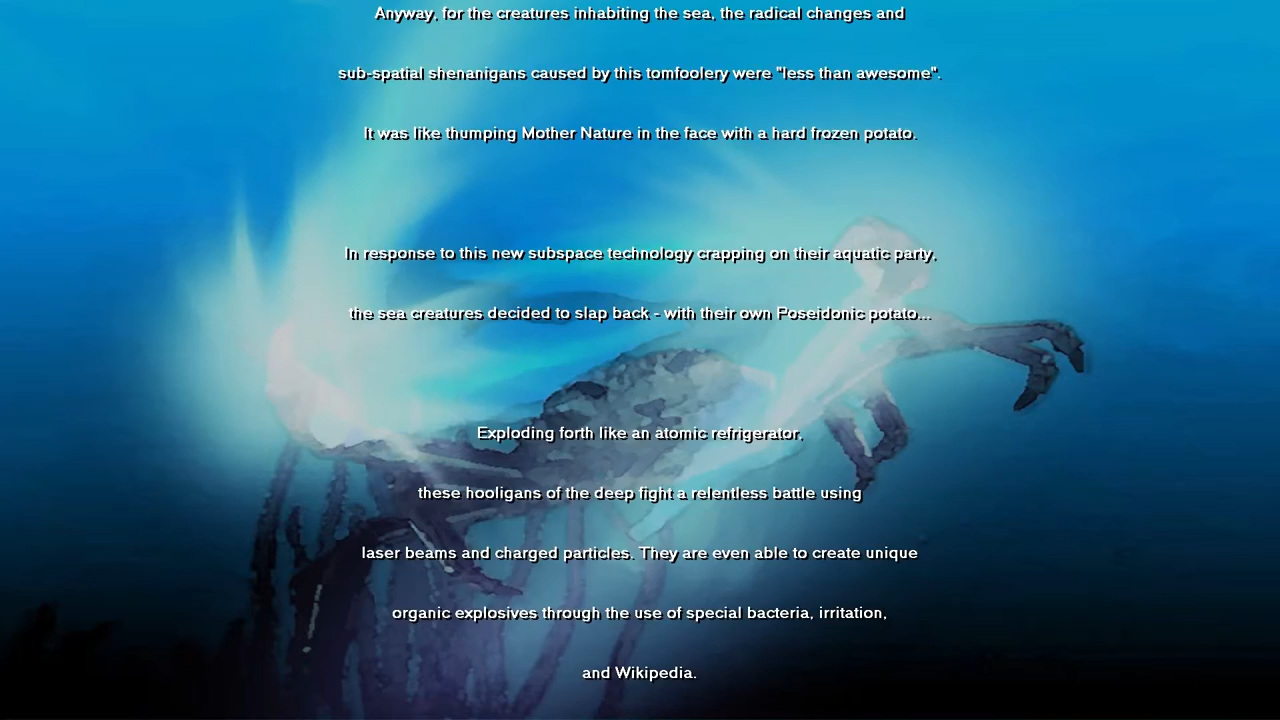 Anyway, for the creatures inhabiting the sea, the radical changes and
sub-spatial shenanigans caused by this tomfoolery were "less than awesome".
It was like thumping Mother Nature in the face with a hard frozen potato.
In response to this new subspace technology crapping on their aquatic party,
the sea creatures decided to slap back - with their own Poseidonic potato...
Exploding forth like an atomic refrigerator,
these hooligans of the deep fight a relentless battle using
laser beams and charged particles. They are even able to create unique
organic explosives through the use of special bacteria, irritation,
and Wikipedia.